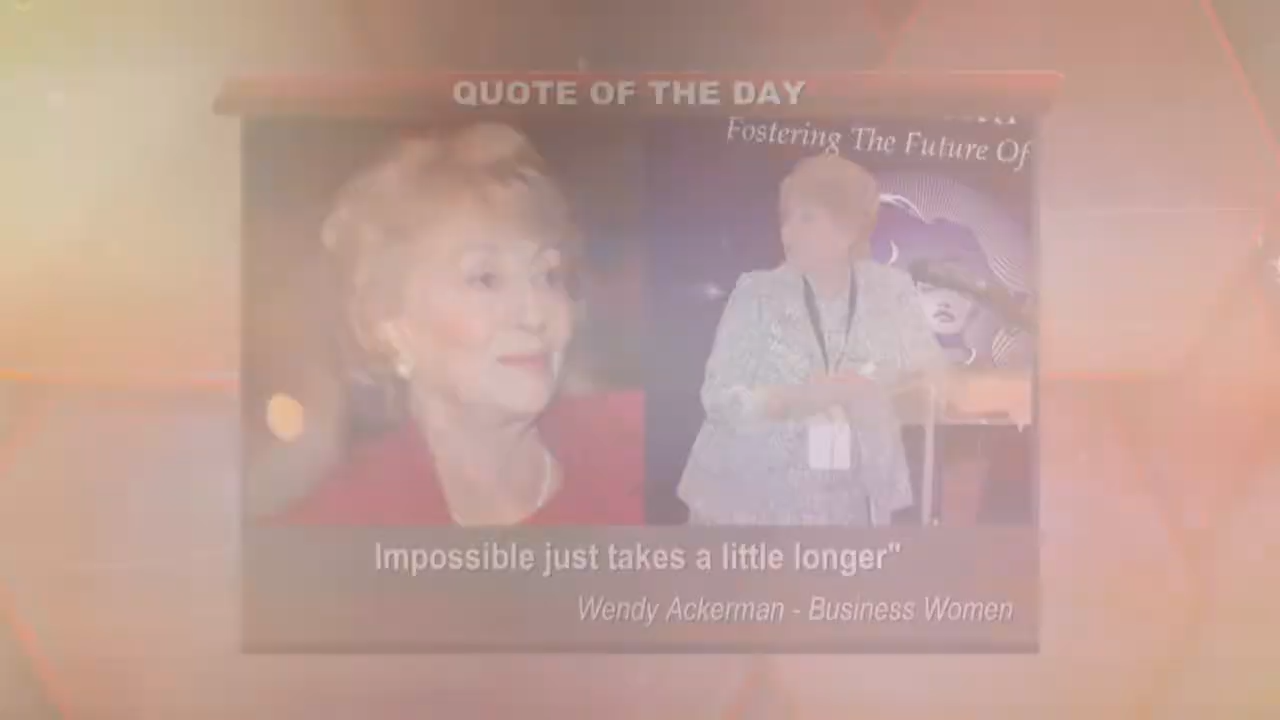 QUOTE OF THE DAY
Fostering The Future Of
Impossible just takes a little longer"
Wendy Ackerman - Business Women